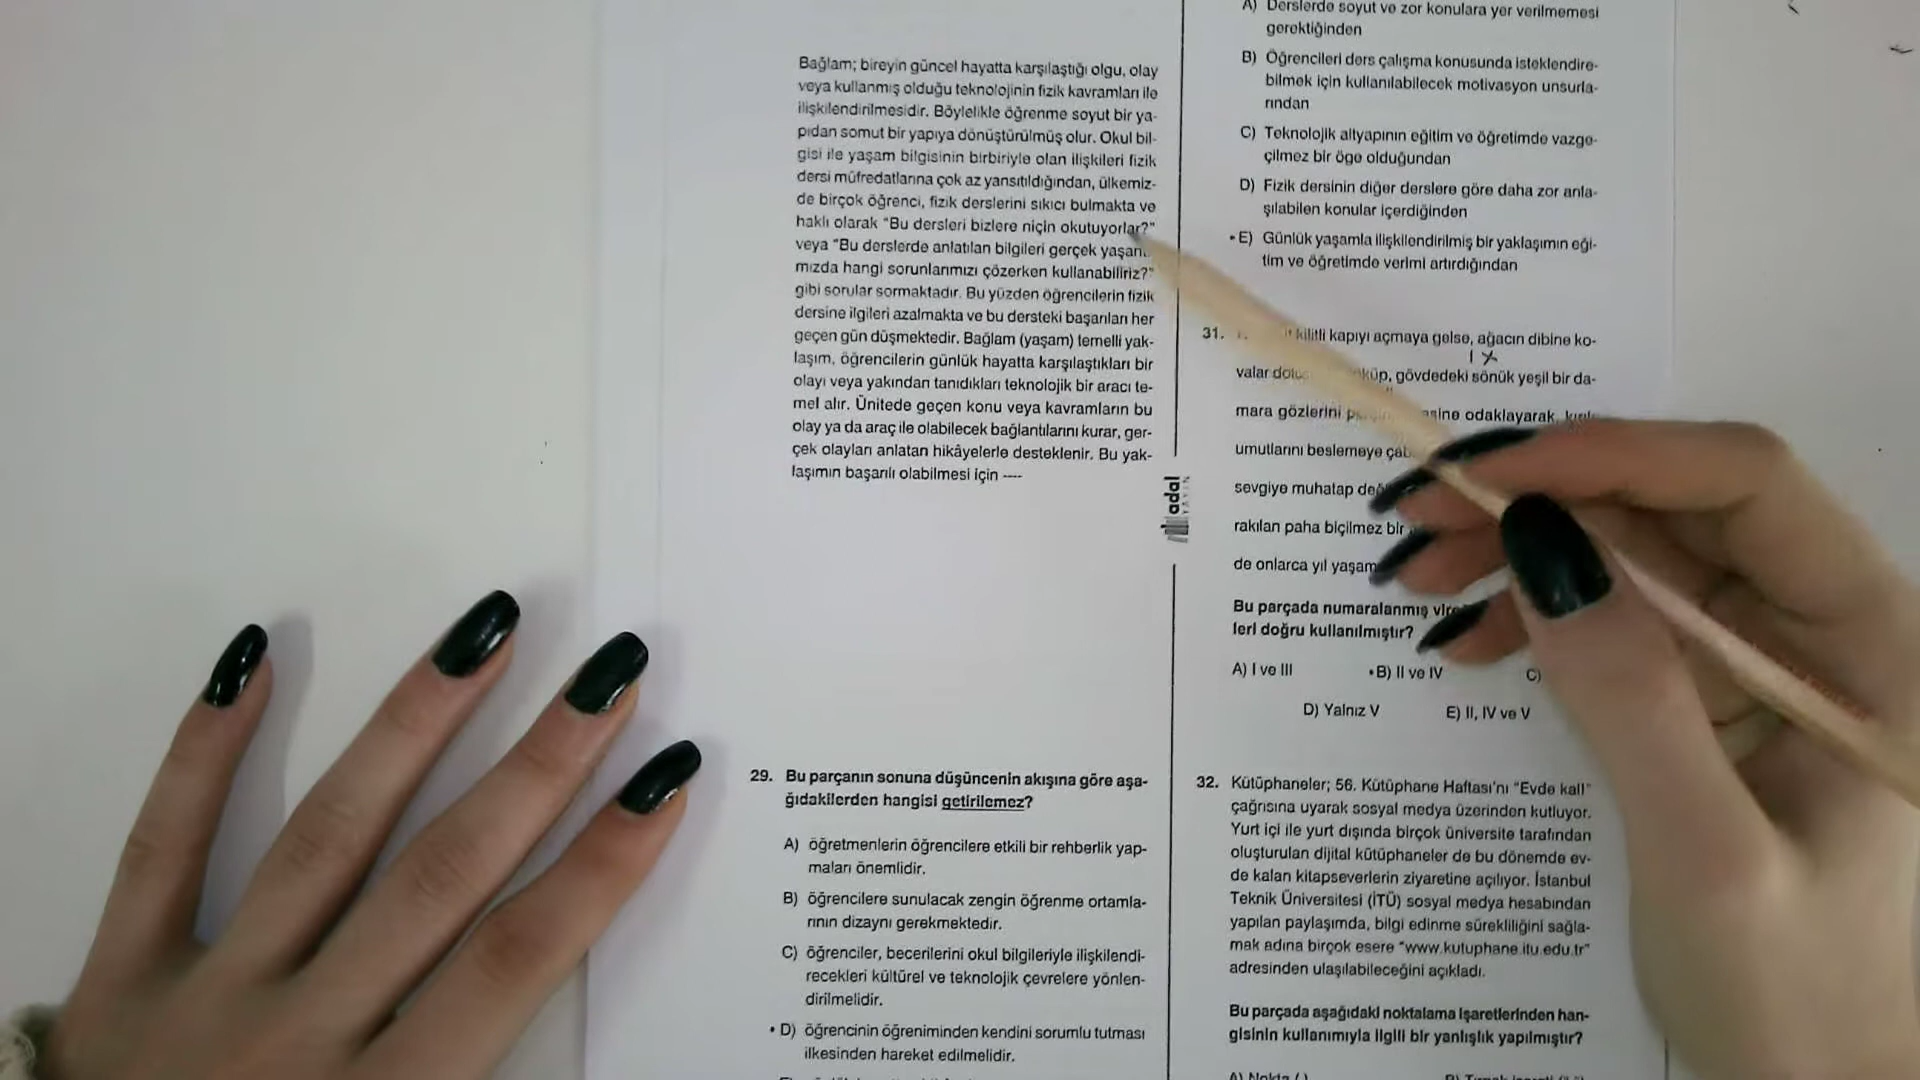 Bağlam; bireyin güncel hayatta karşılaştığı olgu, olay
veya kullanmış olduğu teknolojinin fizik kavramları ile
ilişkilendirilmesidir. Böylelikle öğrenme soyut bir ya-
pıdan somut bir yapıya dönüştürülmüş olur. Okul bil-
gisi ile yaşam bilgisinin birbiriyle olan ilişkileri fizik
dersi müfredatlarına çok az yansıtıldığından, ülkemiz-
de birçok öğrenci, fizik derslerini sıkıcı bulmakta ve
haklı olarak "Bu dersleri bizlere niçin okutuyorlar?"
veya "Bu derslerde anlatılan bilgileri gerçek
mızda hangi sorunlarımızı çözerken kullanabiliriz?"
gibi sorular sormaktadır. Bu yüzden öğrencilerin fizik
dersine ilgileri azalmakta ve bu dersteki başarıları her
geçen gün düşmektedir. Bağlam (yaşam) temelli yak-
laşım, öğrencilerin günlük hayatta karşılaştıkları bir
olayı veya yakından tanıdıkları teknolojik bir aracı te-
mel alır. Ünitede geçen konu veya kavramların bu
olay ya da araç ile olabilecek bağlantılarını kurar, ger-
çek olayları anlatan hikâyelerle desteklenir. Bu yak-
laşımın başarılı olabilmesi için ----
29. Bu parçanın sonuna düşüncenin akışına göre aşa-
ğıdakilerden hangisi getirilemez?
A) öğretmenlerin öğrencilere etkili bir rehberlik yap-
maları önemlidir.
B) öğrencilere sunulacak zengin öğrenme ortamla-
rının dizaynı gerekmektedir.
C) öğrenciler, becerilerini okul bilgileriyle ilişkilendi-
recekleri kültürel ve teknolojik çevrelere yönlen-
dirilmelidir.
• D) öğrencinin öğreniminden kendini sorumlu tutması
ilkesinden hareket edilmelidir.
adal
YAYIN
A) Derslerde soyut ve zor konulara yer verilmemesi
gerektiğinden
B) Öğrencileri ders çalışma konusunda isteklendire-
bilmek için kullanılabilecek motivasyon unsurla-
rından
C) Teknolojik altyapının eğitim ve öğretimde vazge-
çilmez bir öge olduğundan
D) Fizik dersinin diğer derslere göre daha zor anla-
şılabilen konular içerdiğinden
• E) Günlük yaşamla ilişkilendirilmiş bir yaklaşımın eği-
tim ve öğretimde verimi artırdığından
31. kilitli kapıyı açmaya gelse, ağacın dibine ko-
I X
valar gövdedeki sönük yeşil bir da-
mara gözlerini odaklayarak,
umutlarını beslemeye
sevgiye muhatap
rakılan paha biçilmez bir
de onlarca yıl
Bu parçada numaralanmış
leri doğru kullanılmıştır?
A) I ve III
• B) II ve IV
C)
D) Yalnız V
E) II, IV ve V
32. Kütüphaneler; 56. Kütüphane Haftası'nı "Evde kal!"
çağrısına uyarak sosyal medya üzerinden kutluyor.
Yurt içi ile yurt dışında birçok üniversite tarafından
oluşturulan dijital kütüphaneler de bu dönemde ev-
de kalan kitapseverlerin ziyaretine açılıyor. İstanbul
Teknik Üniversitesi (İTÜ) sosyal medya hesabından
yapılan paylaşımda, bilgi edinme sürekliliğini sağla-
mak adına birçok esere "www.kutuphane.itu.edu.tr"
adresinden ulaşılabileceğini açıkladı.
Bu parçada aşağıdaki noktalama işaretlerinden han-
gisinin kullanımıyla ilgili bir yanlışlık yapılmıştır?